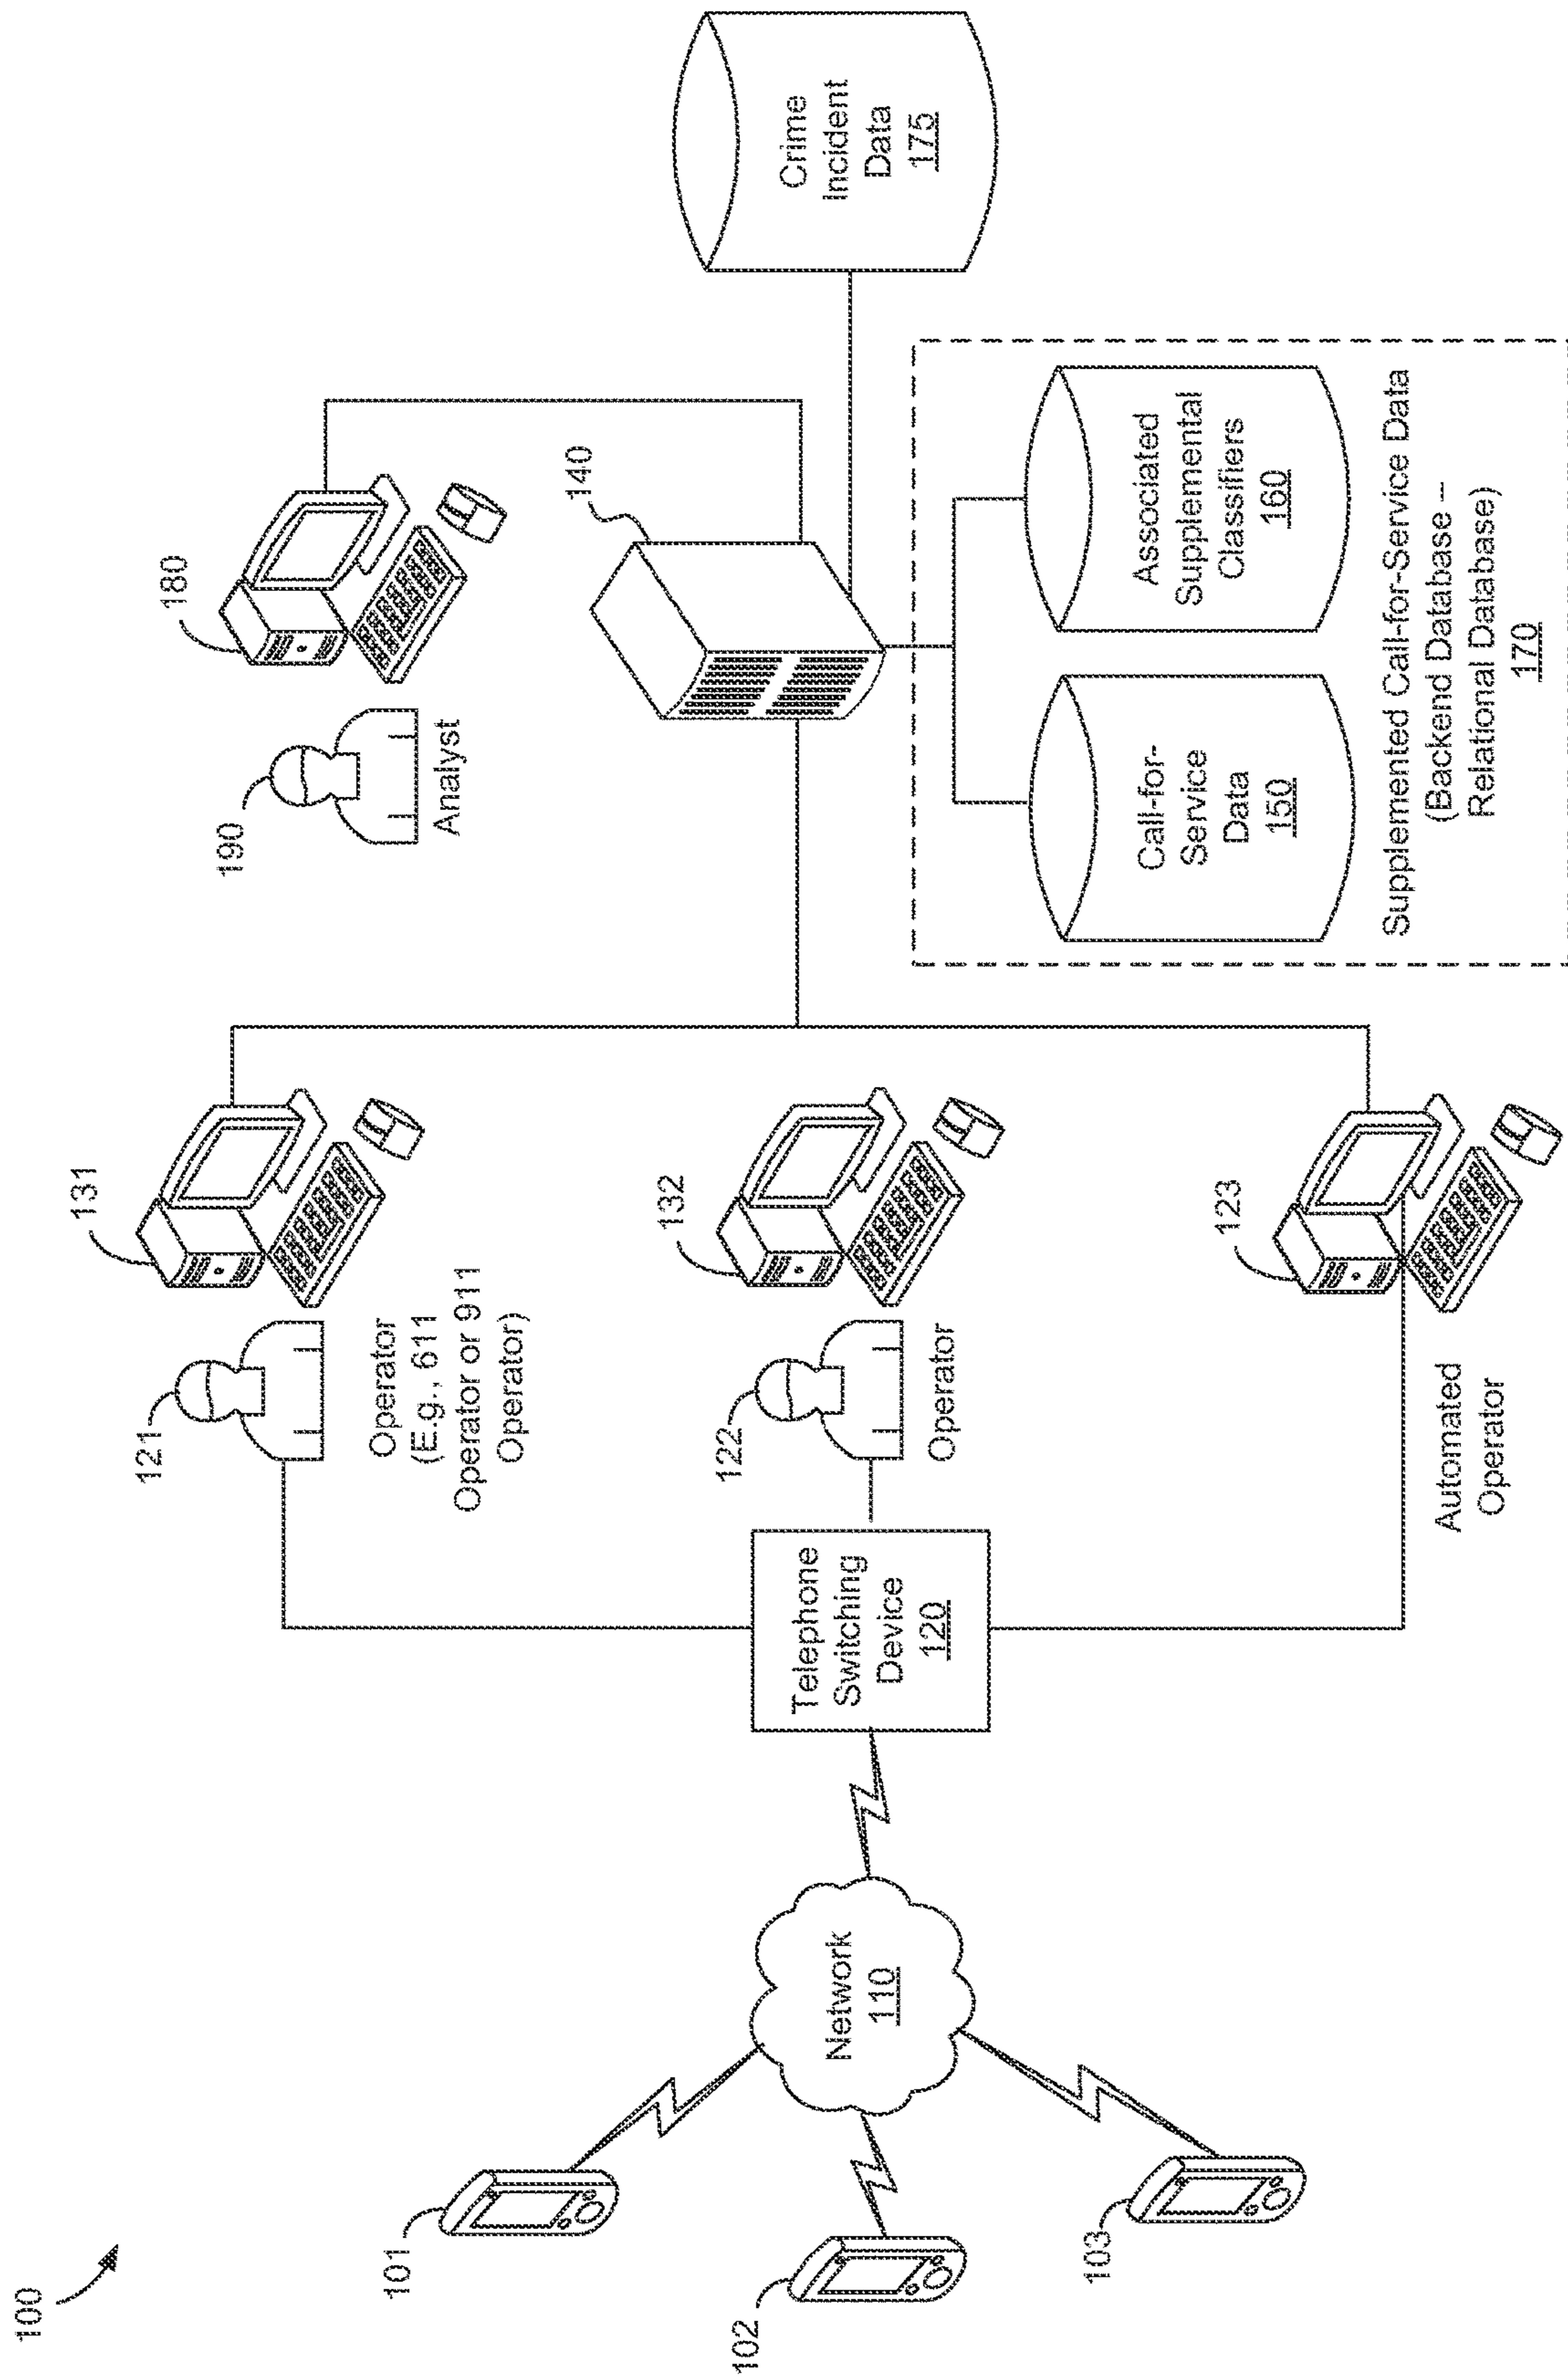 100
101
102
103
Network
110
Telephone
Switching
Device
120
121
Operator
(E.g., 611
Operator or 911
Operator)
131
122
Operator
132
Automated
Operator
123
190
Analyst
180
140
Call-for-
Service
Data
150
Associated
Supplemental
Classifiers
160
Supplemented Call-for-Service Data
(Backend Database –
Relational Database)
170
Crime
Incident
Data
175